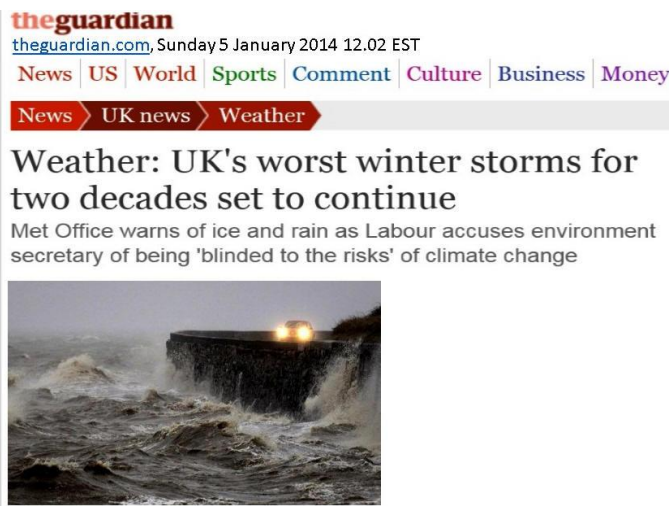 theguardian
theguardian.com, Sunday 5 January 2014 12.02 EST
News US World Sports Comment Culture Business Money
News UK news Weather
Weather: UK's worst winter storms for
two decades set to continue
Met Office warns of ice and rain as Labour accuses environment
secretary of being 'blinded to the risks' of climate change